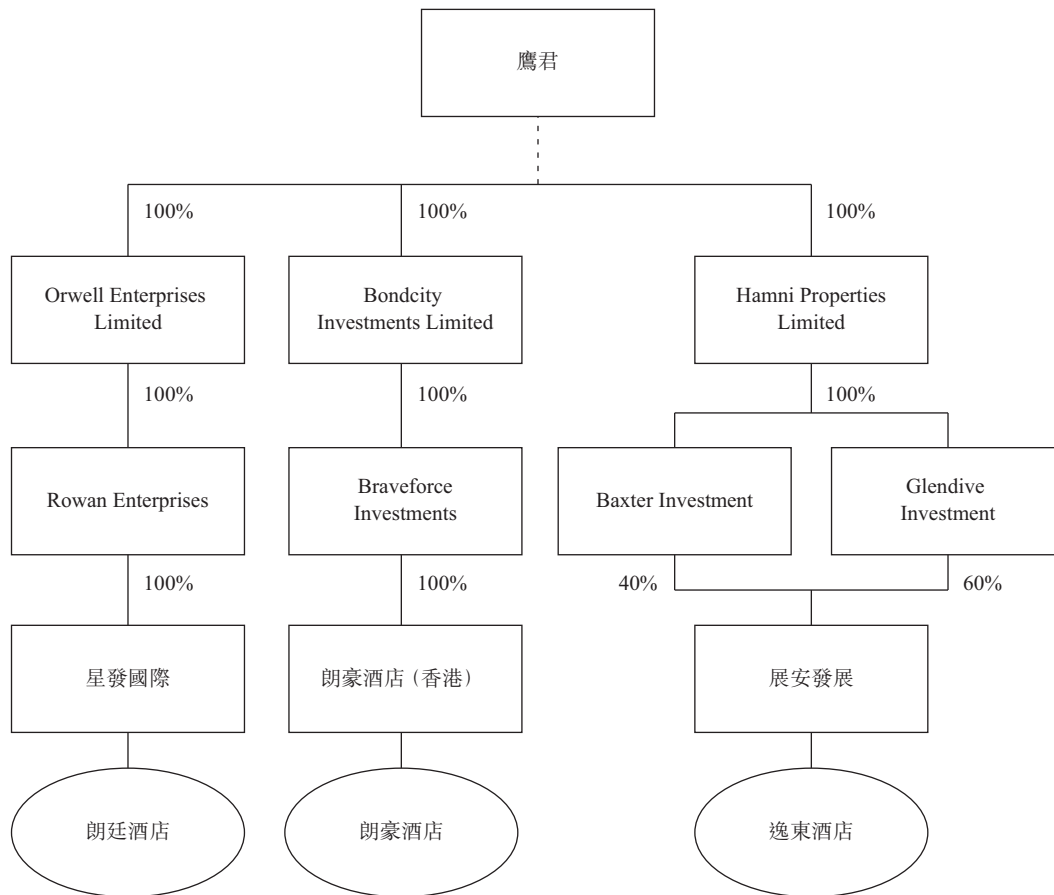 鷹君
100%
100%
100%
Orwell Enterprises
Limited
Bondcity
Investments Limited
Hamni Properties
Limited
100%
100%
100%
Rowan Enterprises
Braveforce
Investments
Baxter Investment
Glendive
Investment
100%
100%
40%
60%
星發國際
朗豪酒店（香港）
展安發展
朗廷酒店
朗豪酒店
逸東酒店